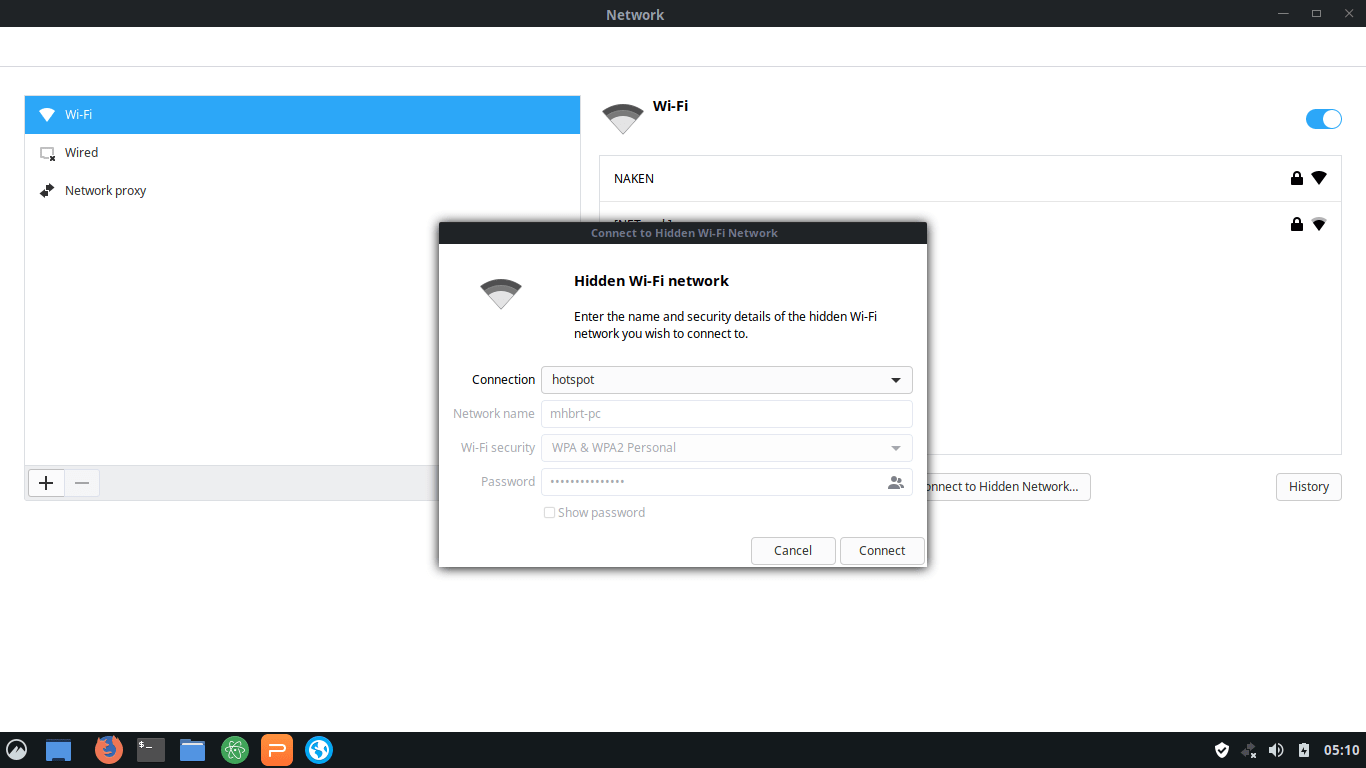 Network
Wi-Fi
Wired
Network proxy
Wi-Fi
NAKEN
Connect to Hidden Wi-Fi Network
Hidden Wi-Fi network
Enter the name and security details of the hidden Wi-Fi
network you wish to connect to.
Connection hotspot
Network name mhbrt-pc
Wi-Fi security WPA & WPA2 Personal
Password •••••••••••••••
Show password
Cancel Connect
to Hidden Network...
History
$-
05:10